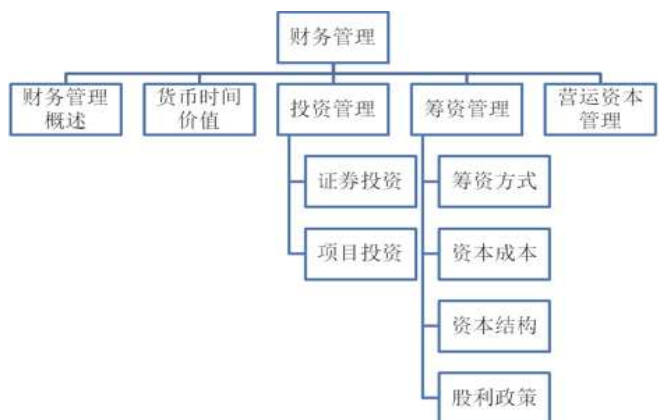 财务管理
财务管理
概述
货币时间
价值
投资管理
筹资管理
营运资本
管理
证券投资
项目投资
筹资方式
资本成本
资本结构
股利政策